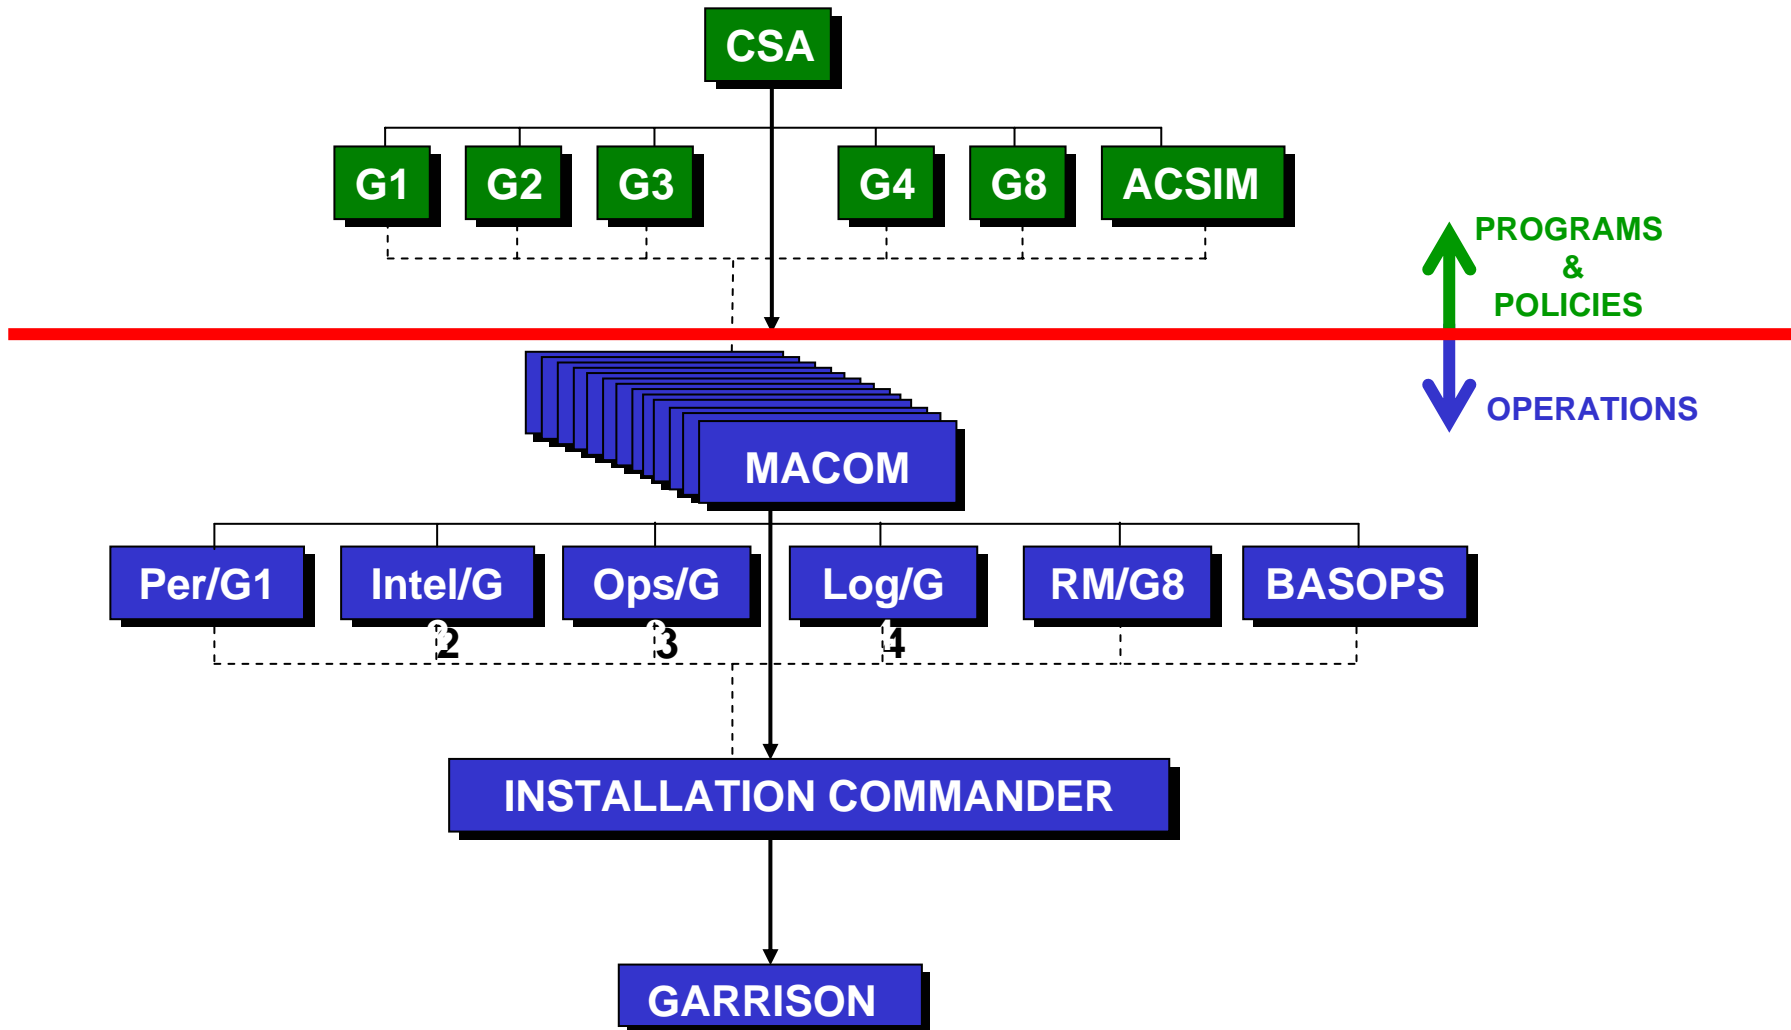 CSA
G1 G2 G3 G4 G8 ACSIM
PROGRAMS
&
POLICIES
OPERATIONS
MACOM
Per/G1 Intel/G Ops/G Log/G RM/G8 BASOPS
2 3 4
INSTALLATION COMMANDER
GARRISON